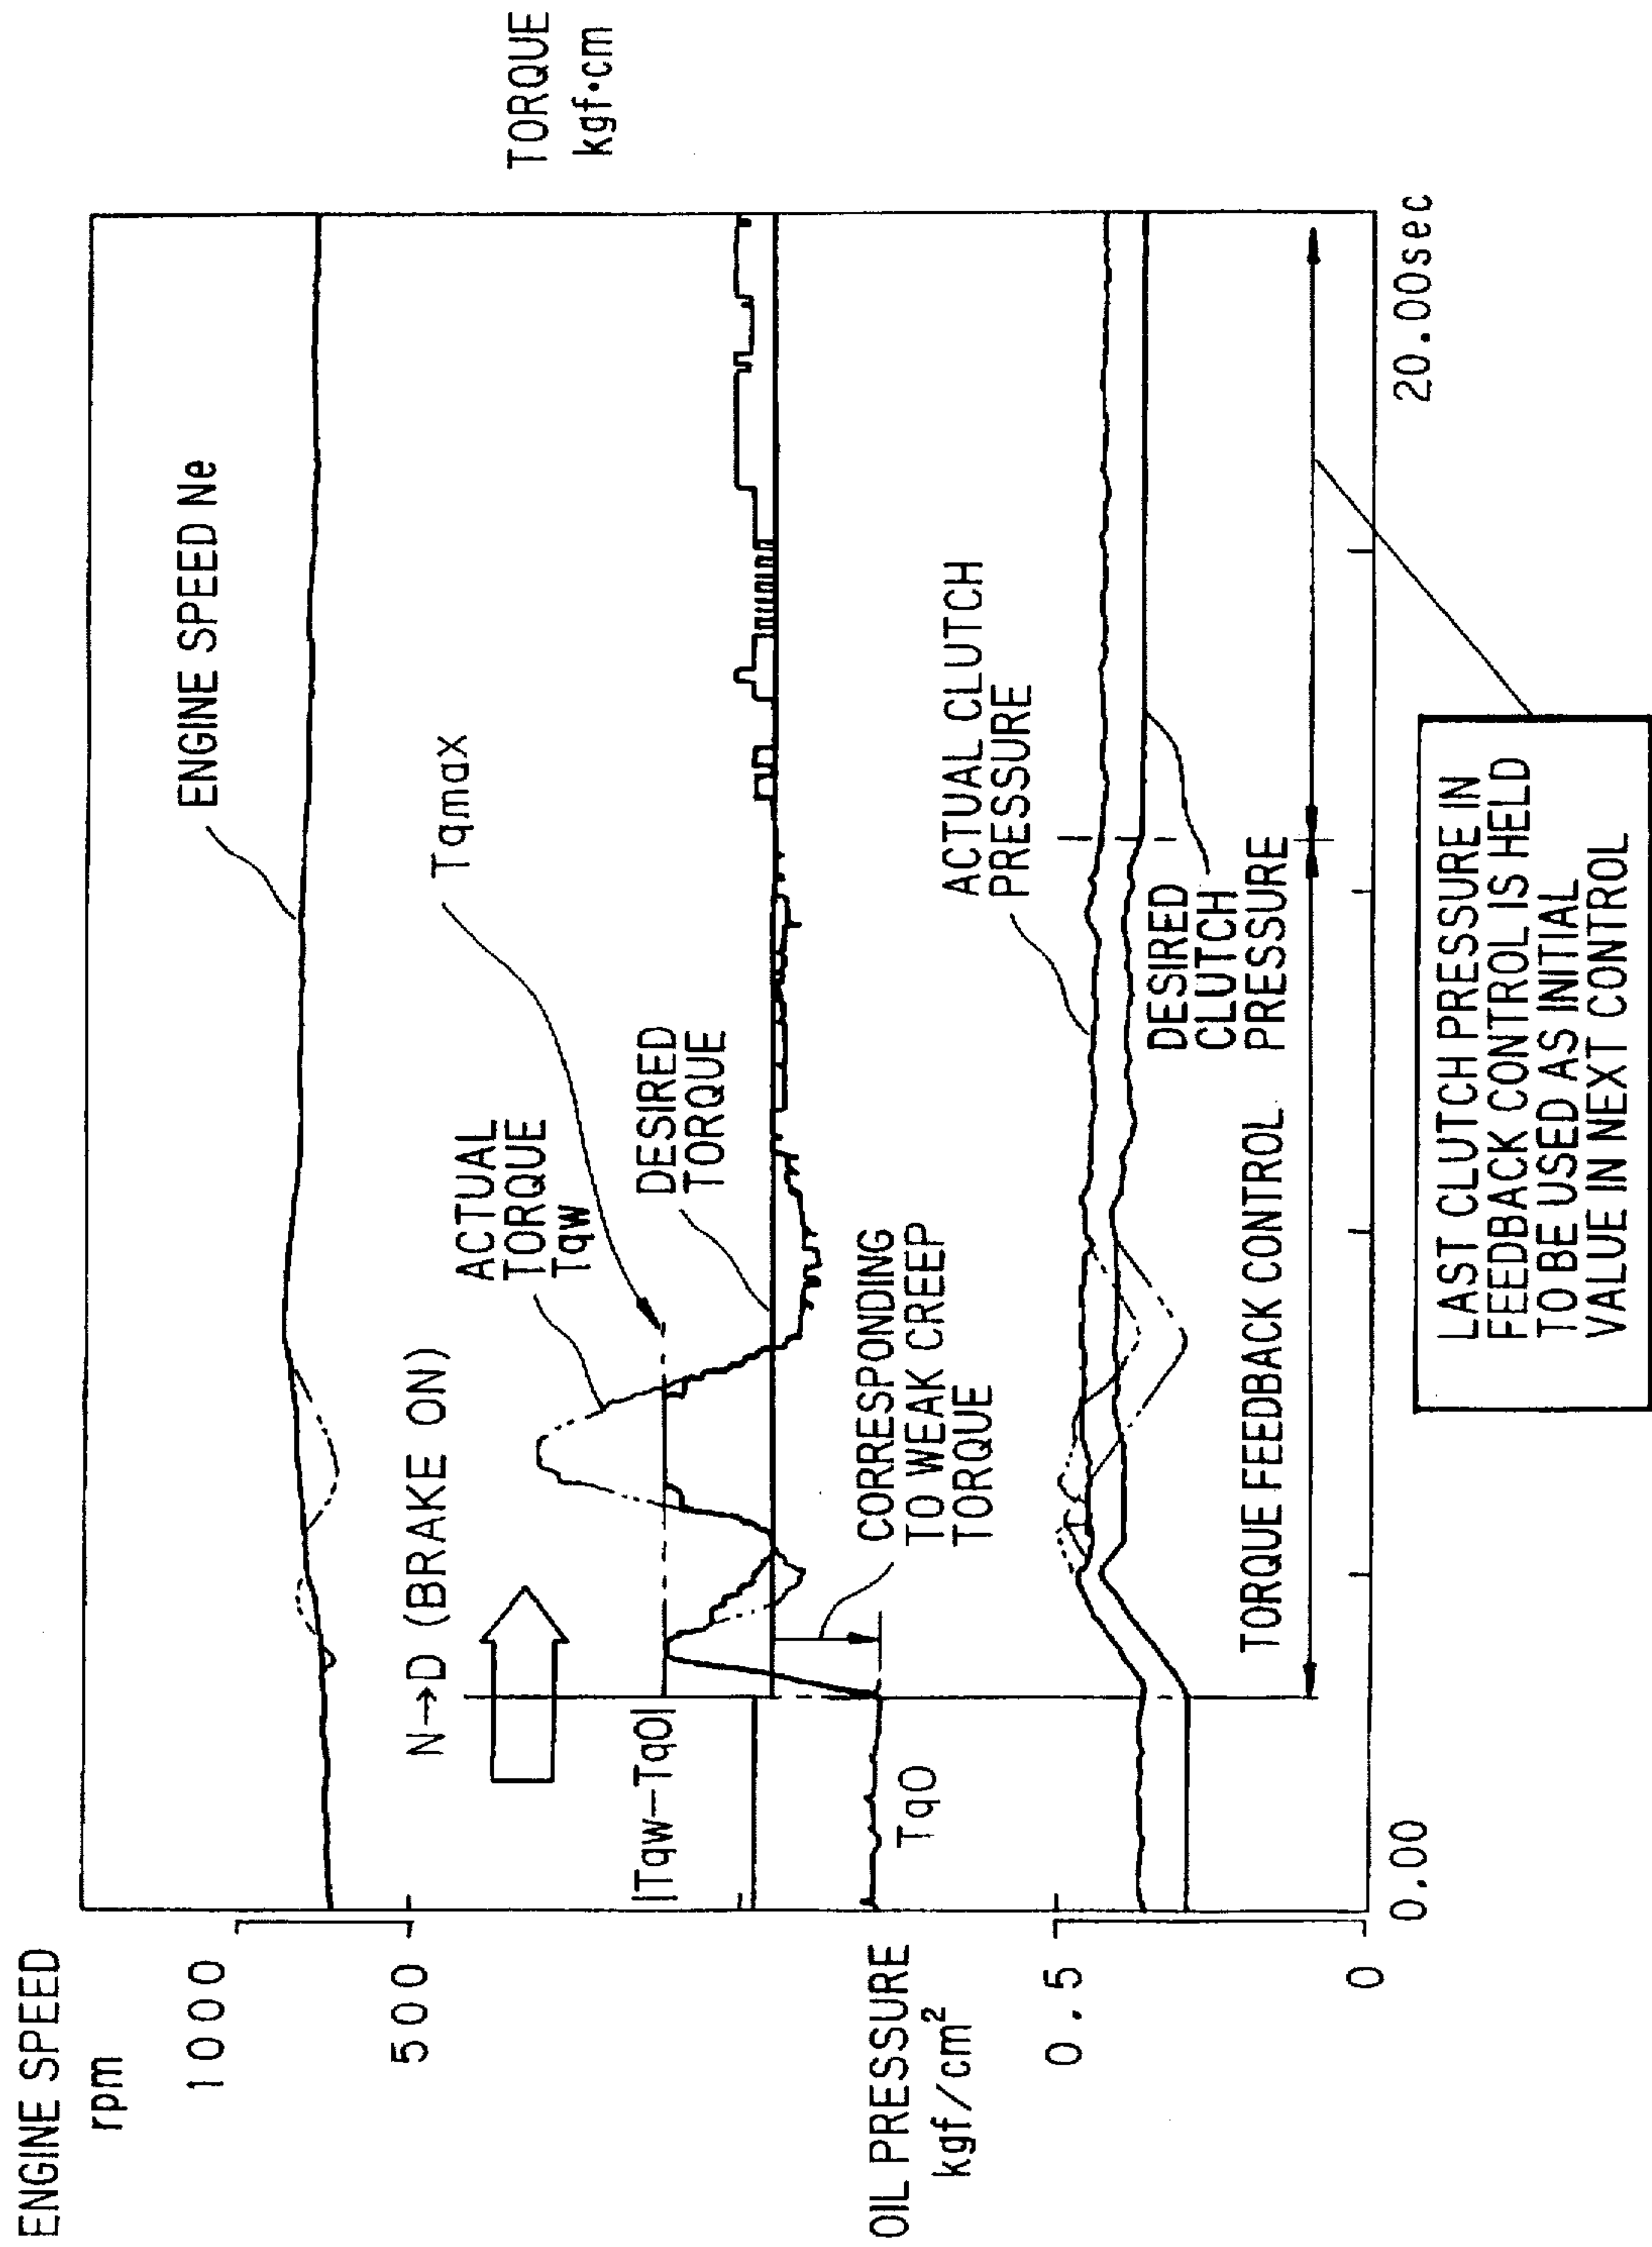 ENGINE SPEED
rpm
1000
500
OIL PRESSURE
kgf/cm²
0.5
0
TORQUE
kgf·cm
ENGINE SPEED Ne
Tqmax
N→D (BRAKE ON)
ACTUAL
TORQUE
Tqw
DESIRED
TORQUE
|Tqw−Tq0|
Tq0
CORRESPONDING
TO WEAK CREEP
TORQUE
ACTUAL CLUTCH
PRESSURE
DESIRED
CLUTCH
PRESSURE
TORQUE FEEDBACK CONTROL
0.00
20.00sec
LAST CLUTCH PRESSURE IN
FEEDBACK CONTROL IS HELD
TO BE USED AS INITIAL
VALUE IN NEXT CONTROL